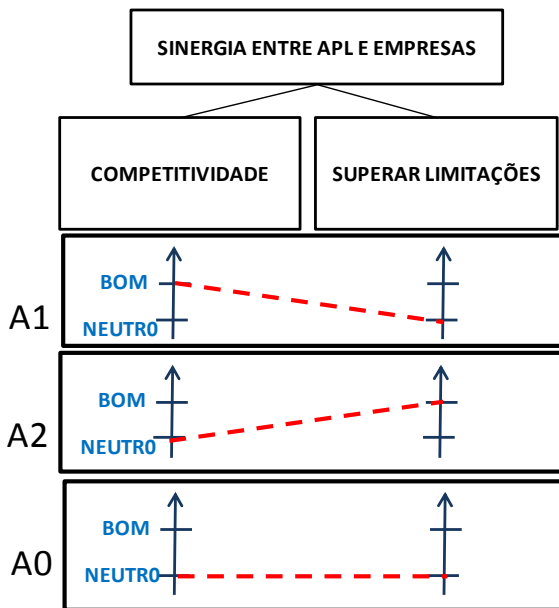 SINERGIA ENTRE APL E EMPRESAS
COMPETITIVIDADE
SUPERAR LIMITAÇÕES
A1
BOM
NEUTR0
A2
BOM
NEUTR0
A0
BOM
NEUTR0